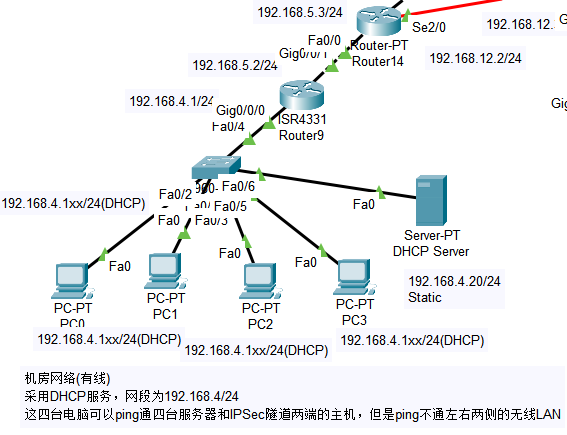 192.168.5.3/24
Fa0/0
Se2/0
192.168.12.
G
Gig0/0/1
Router-PT
Router14
192.168.5.2/24
192.168.12.2/24
192.168.4.1/24
Gig0/0/0
ISR4331
Router9
Gig
Fa0/4
Fa0/2
Fa0/6
192.168.4.1xx/24(DHCP)
Fa0/5
Fa0
Fa0/3
Fa0
Server-PT
DHCP Server
Fa0
Fa0
Fa0
192.168.4.20/24
Static
PC-PT
PC0
PC-PT
PC1
PC-PT
PC2
PC-PT
PC3
192.168.4.1xx/24(DHCP)
192.168.4.1xx/24(DHCP)
192.168.4.1xx/24(DHCP)
机房网络(有线)
采用DHCP服务，网段为192.168.4/24
这四台电脑可以ping通四台服务器和IPSec隧道两端的主机，但是ping不通左右两侧的无线LAN